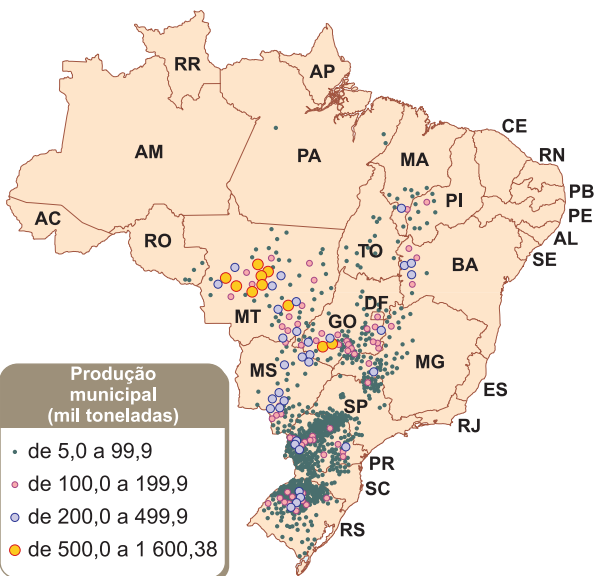 RR
AP
AM
PA
MA
CE
RN
PI
PB
PE
AL
SE
AC
RO
TO
BA
MT
DF
GO
MG
MS
ES
SP
RJ
PR
SC
RS
Produção
municipal
(mil toneladas)
de 5,0 a 99,9
de 100,0 a 199,9
de 200,0 a 499,9
de 500,0 a 1 600,38